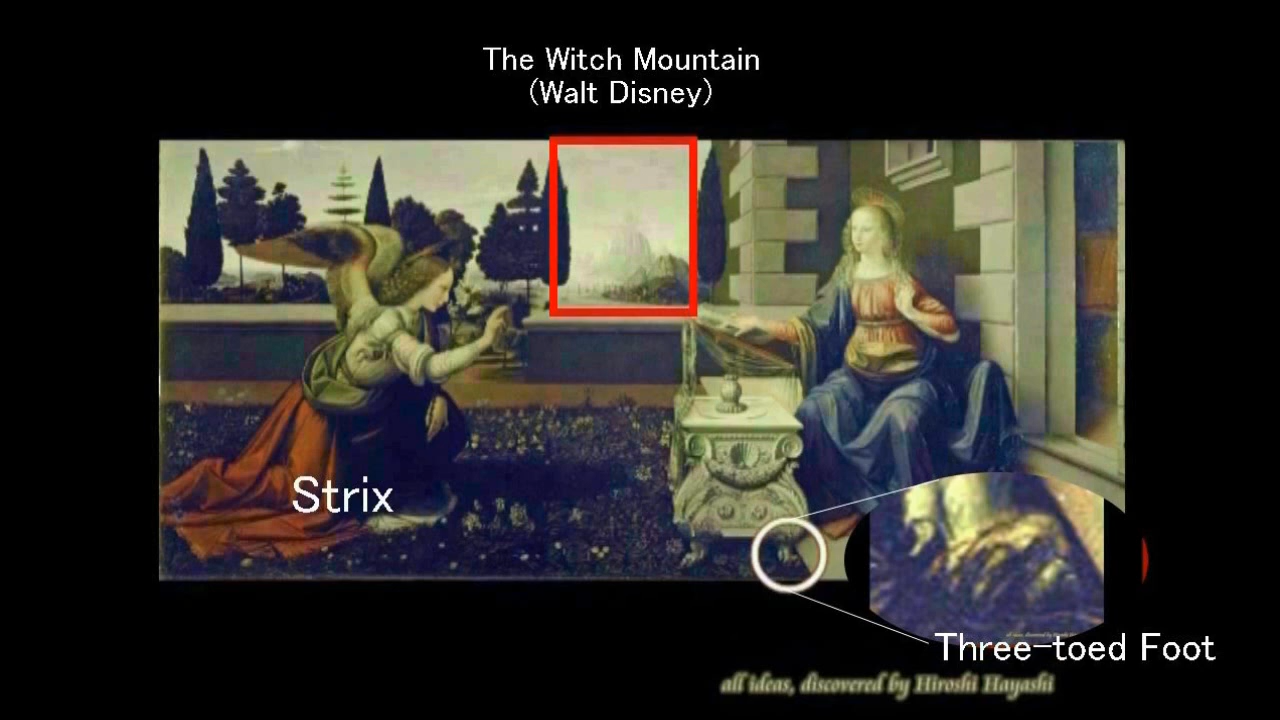 The Witch Mountain
(Walt Disney)
Strix
Three-toed Foot
all ideas, discovered by Hiroshi Hayashi